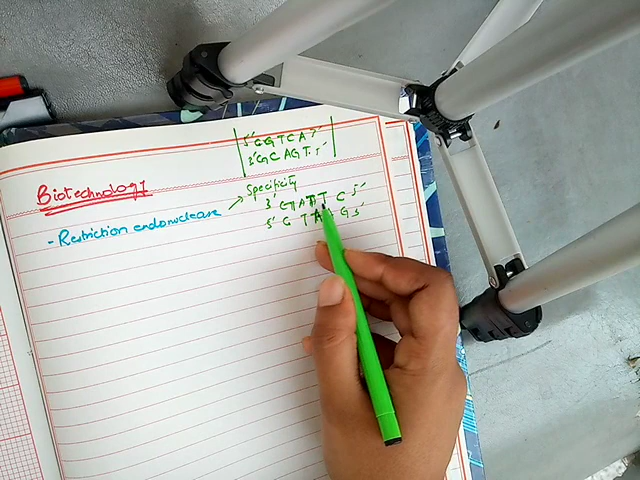 5' C G T C A 3'
3' G C A G T 5'
Biotechnology
Specificity
- Restriction endonuclease →
3' G A T T C 5'
5' C T A G 3'